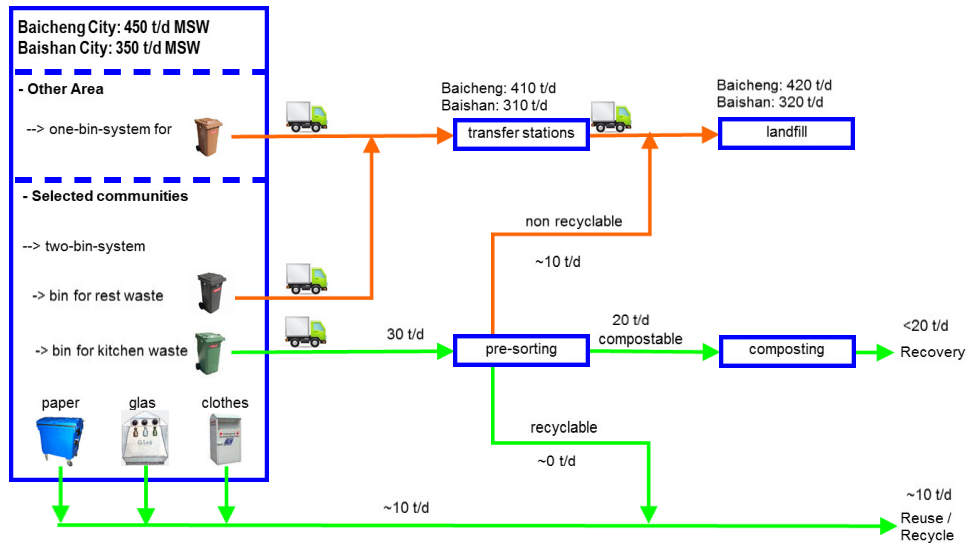 Baicheng City: 450 t/d MSW
Baishan City: 350 t/d MSW
- Other Area
--> one-bin-system for
- Selected communities
--> two-bin-system
-> bin for rest waste
-> bin for kitchen waste
paper
glas
clothes
Glas
Baicheng: 410 t/d
Baishan: 310 t/d
transfer stations
Baicheng: 420 t/d
Baishan: 320 t/d
landfill
non recyclable
~10 t/d
30 t/d
pre-sorting
20 t/d
compostable
composting
<20 t/d
Recovery
recyclable
~0 t/d
~10 t/d
~10 t/d
Reuse /
Recycle